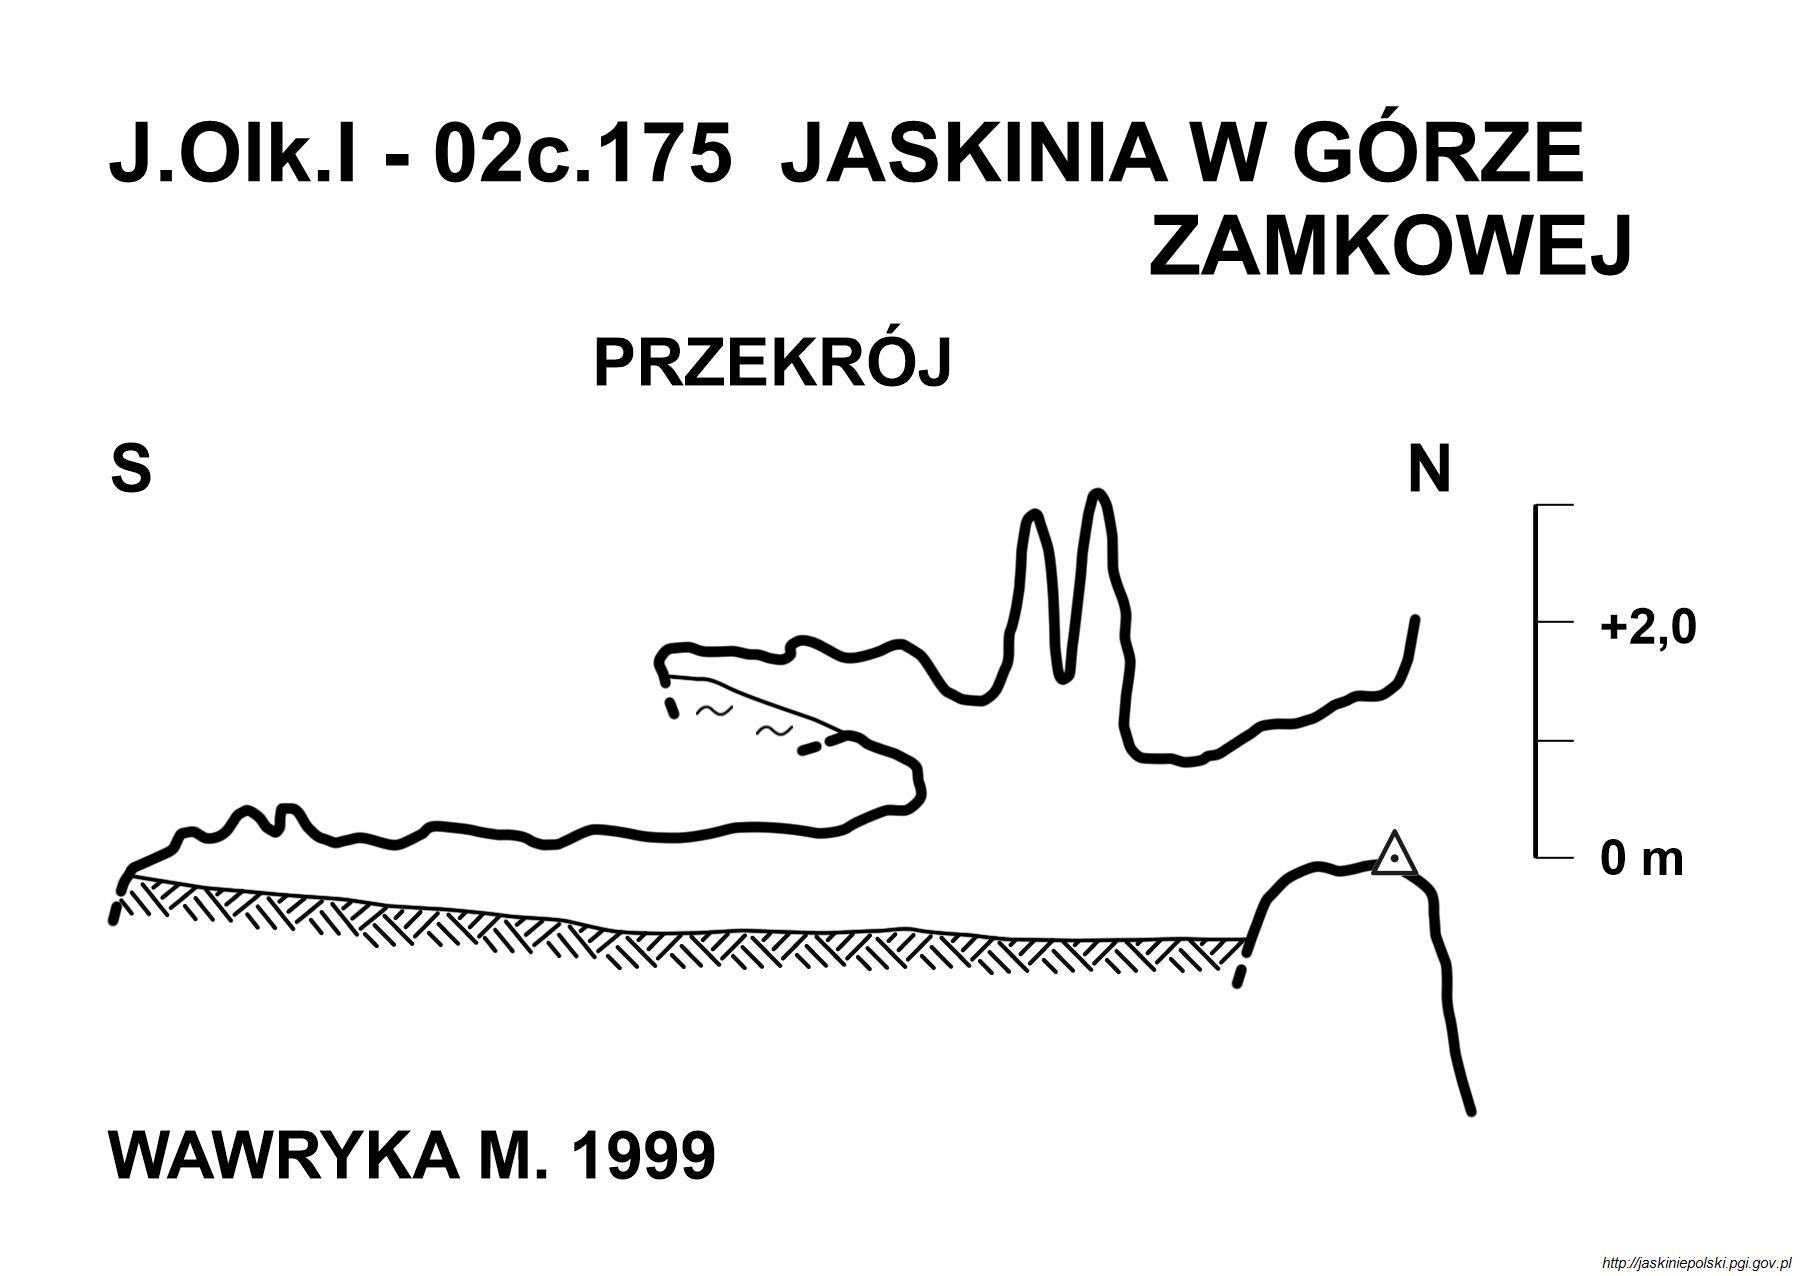 J.Olk.I - 02c.175 JASKINIA W GÓRZE
ZAMKOWEJ
PRZEKRÓJ
S
N
+2,0
0 m
WAWRYKA M. 1999
http://jaskiniepolski.pgi.gov.pl